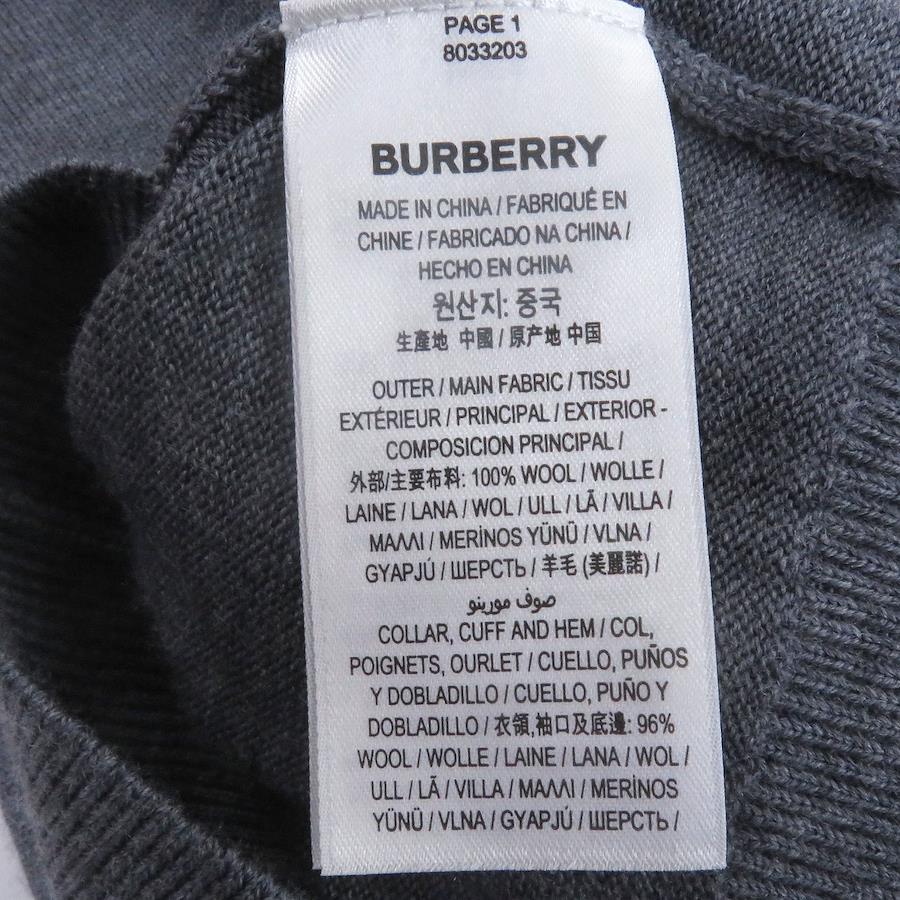 PAGE 1
8033203
BURBERRY
MADE IN CHINA / FABRIQUÉ EN
CHINE / FABRICADO NA CHINA /
HECHO EN CHINA
원산지: 중국
生產地 中國 / 原产地 中国
OUTER / MAIN FABRIC / TISSU
EXTÉRIEUR / PRINCIPAL / EXTERIOR -
COMPOSICION PRINCIPAL /
外部/主要布料: 100% WOOL / WOLLE /
LAINE / LANA / WOL / ULL / LÃ / VILLA /
ΜΑΛΛΙ / MERİNOS YÜNÜ / VLNA /
GYAPJÚ / ШЕРСТЬ / 羊毛 (美麗諾) /
صوف مورينو
COLLAR, CUFF AND HEM / COL,
POIGNETS, OURLET / CUELLO, PUÑOS
Y DOBLADILLO / CUELLO, PUÑO Y
DOBLADILLO / 衣領,袖口及底邊: 96%
WOOL / WOLLE / LAINE / LANA / WOL /
ULL / LÃ / VILLA / ΜΑΛΛΙ / MERİNOS
YÜNÜ / VLNA / GYAPJÚ / ШЕРСТЬ /